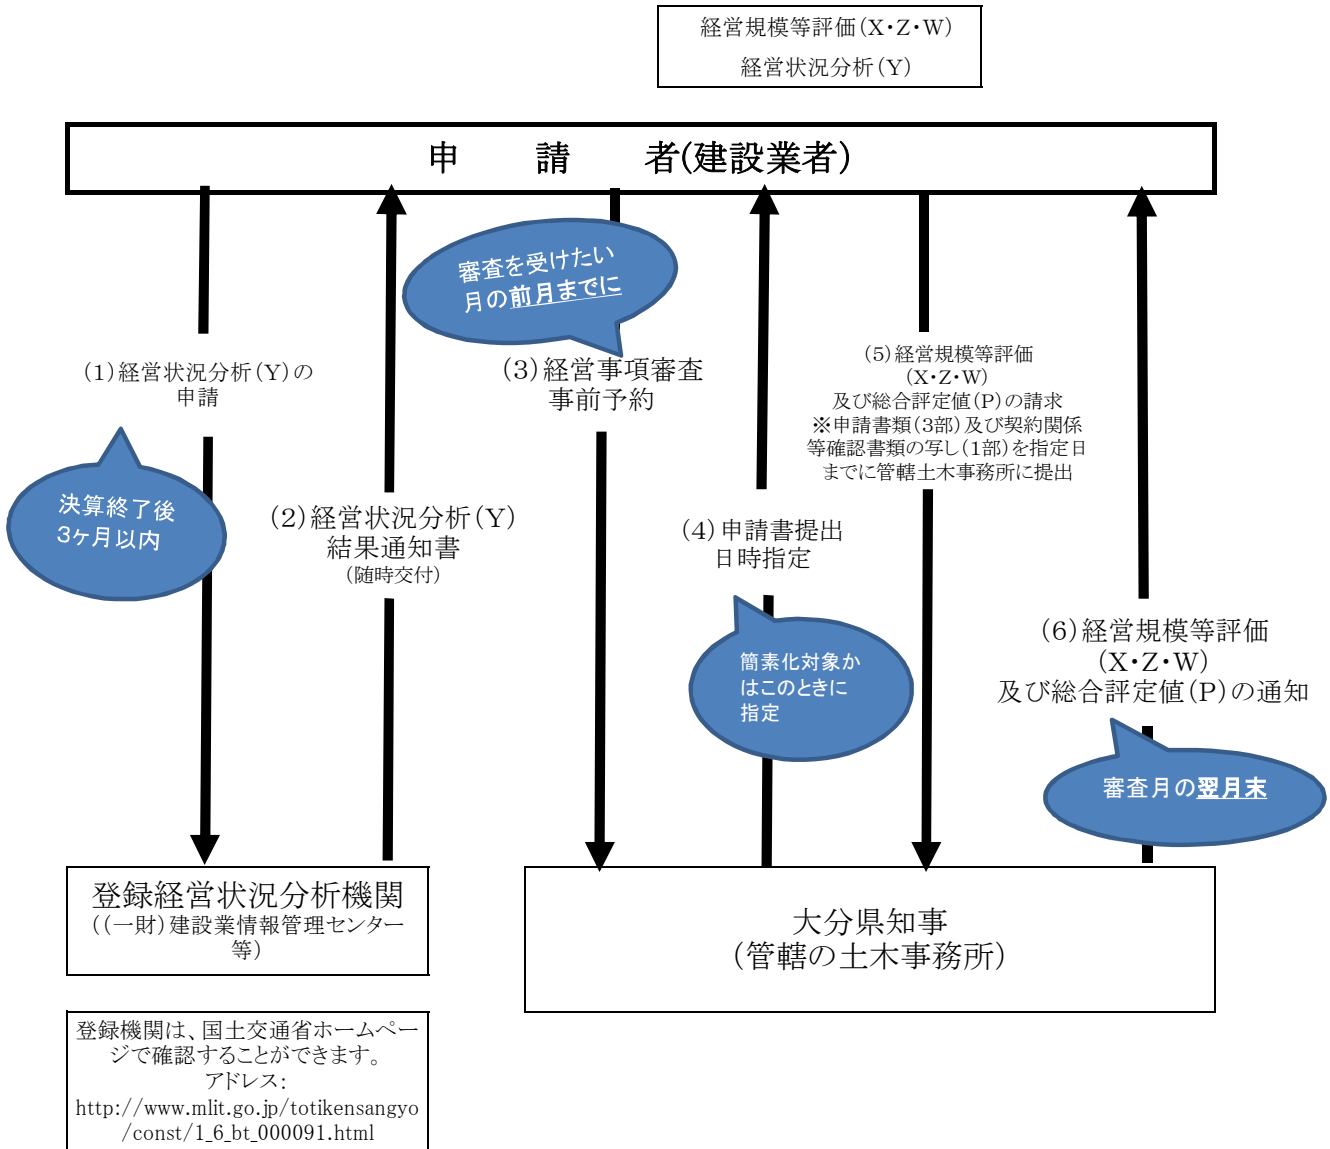 経営規模等評価(X・Z・W)
経営状況分析(Y)
申　請　者(建設業者)
審査を受けたい
月の前月までに
(1)経営状況分析(Y)の
申請
決算終了後
3ヶ月以内
(2)経営状況分析(Y)
結果通知書
(随時交付)
(3)経営事項審査
事前予約
(4)申請書提出
日時指定
簡素化対象か
はこのときに
指定
(5)経営規模等評価
(X・Z・W)
及び総合評定値(P)の請求
※申請書類(3部)及び契約関係
等確認書類の写し(1部)を指定日
までに管轄土木事務所に提出
(6)経営規模等評価
(X・Z・W)
及び総合評定値(P)の通知
審査月の翌月末
登録経営状況分析機関
((一財)建設業情報管理センター
等)
大分県知事
(管轄の土木事務所)
登録機関は、国土交通省ホームペー
ジで確認することができます。
アドレス:
http://www.mlit.go.jp/totikensangyo
/const/1_6_bt_000091.html